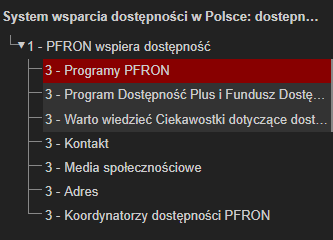 System wsparcia dostępności w Polsce: dostepn...
1 - PFRON wspiera dostępność
3 - Programy PFRON
3 - Program Dostępność Plus i Fundusz Dostę...
3 - Warto wiedzieć Ciekawostki dotyczące dost...
3 - Kontakt
3 - Media społecznościowe
3 - Adres
3 - Koordynatorzy dostępności PFRON